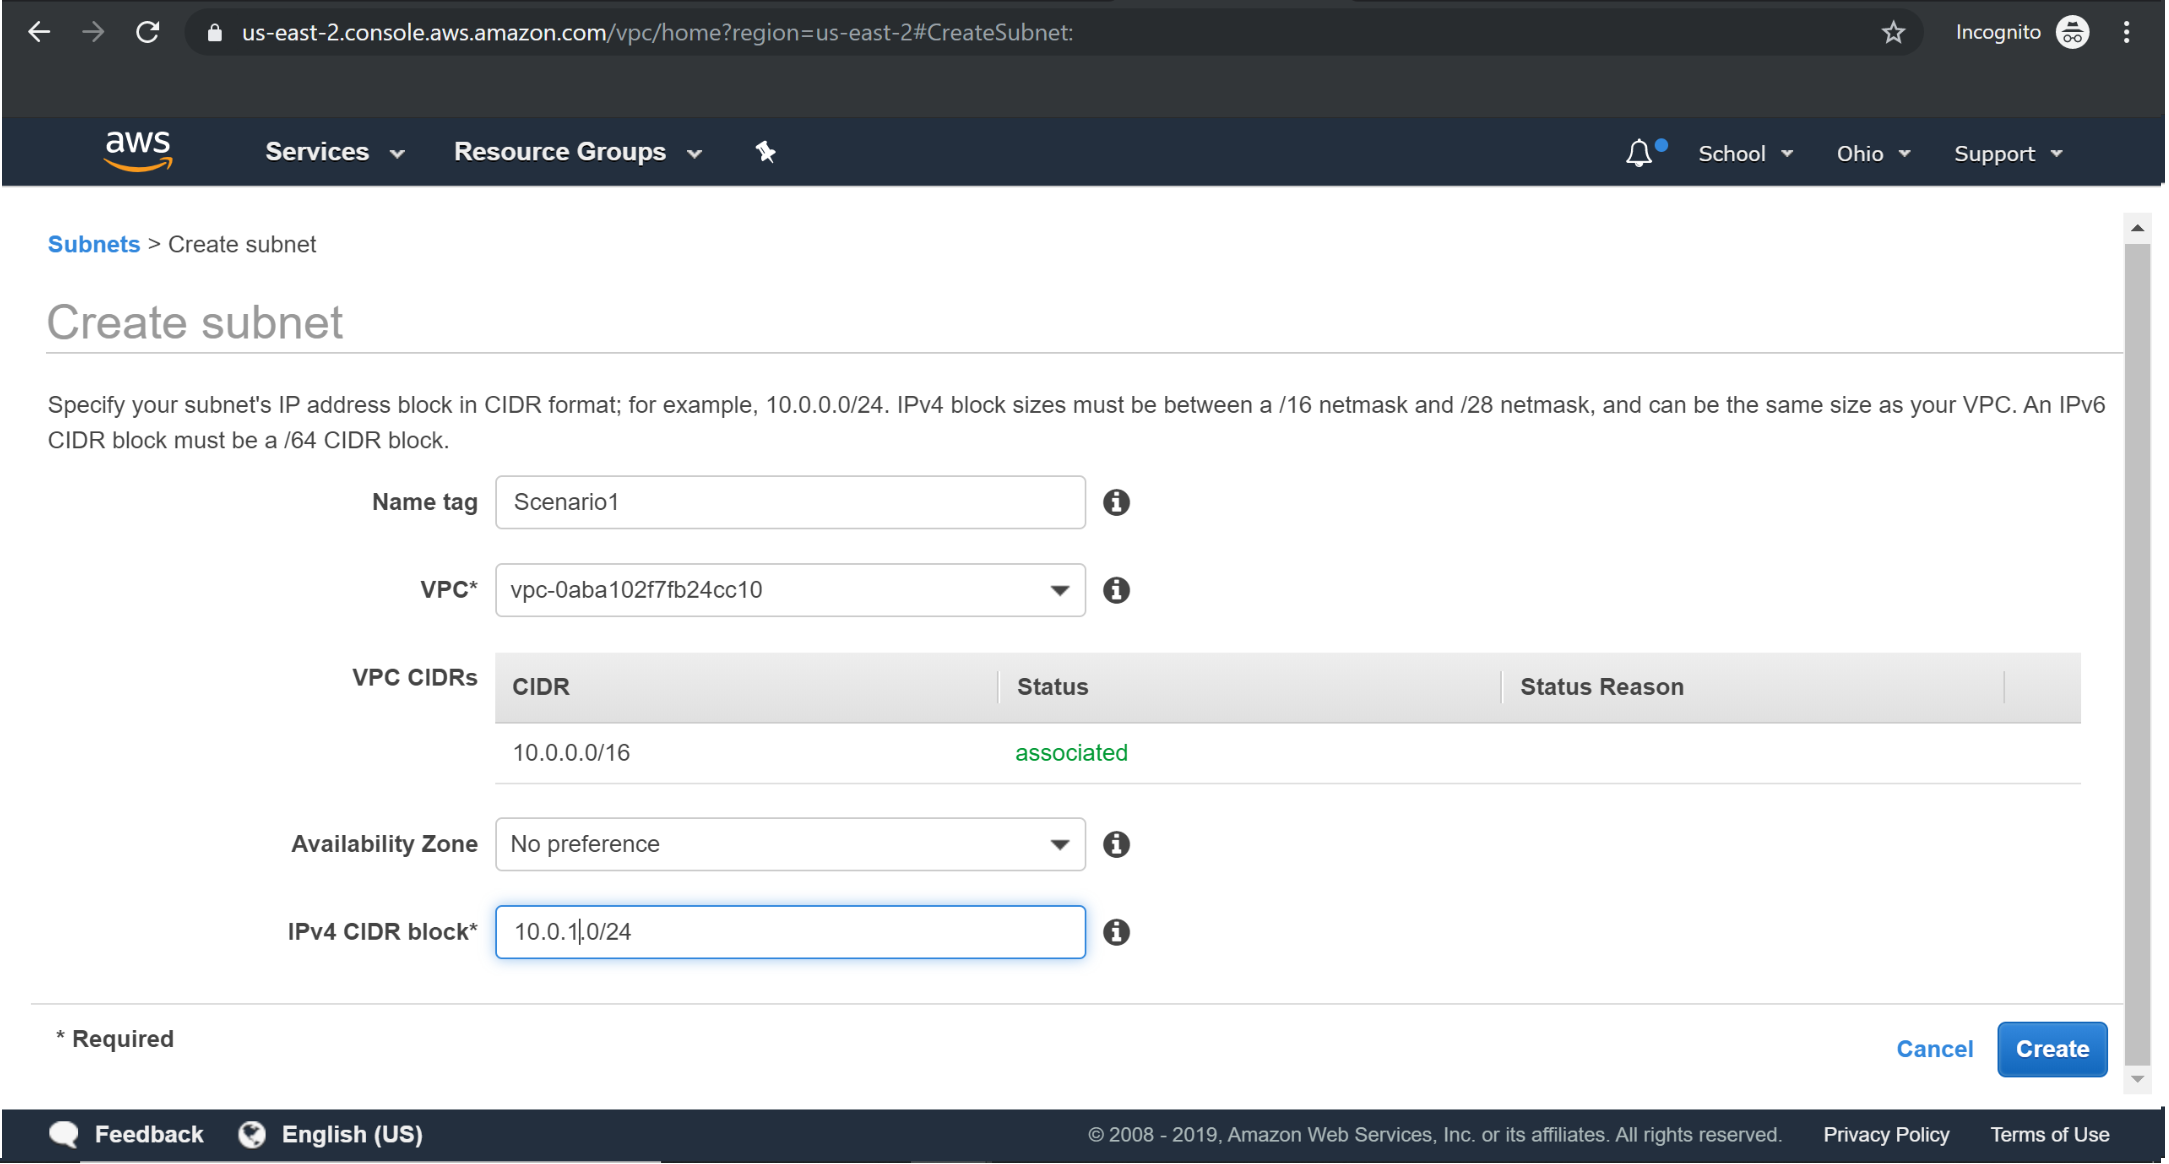 us-east-2.console.aws.amazon.com/vpc/home?region=us-east-2#CreateSubnet:
Incognito
aws Services Resource Groups School Ohio Support
Subnets > Create subnet
Create subnet
Specify your subnet's IP address block in CIDR format; for example, 10.0.0.0/24. IPv4 block sizes must be between a /16 netmask and /28 netmask, and can be the same size as your VPC. An IPv6
CIDR block must be a /64 CIDR block.
Name tag Scenario1
VPC* vpc-0aba102f7fb24cc10
VPC CIDRs CIDR Status Status Reason
10.0.0.0/16 associated
Availability Zone No preference
IPv4 CIDR block* 10.0.1.0/24
* Required
Cancel Create
Feedback English (US) © 2008 - 2019, Amazon Web Services, Inc. or its affiliates. All rights reserved. Privacy Policy Terms of Use